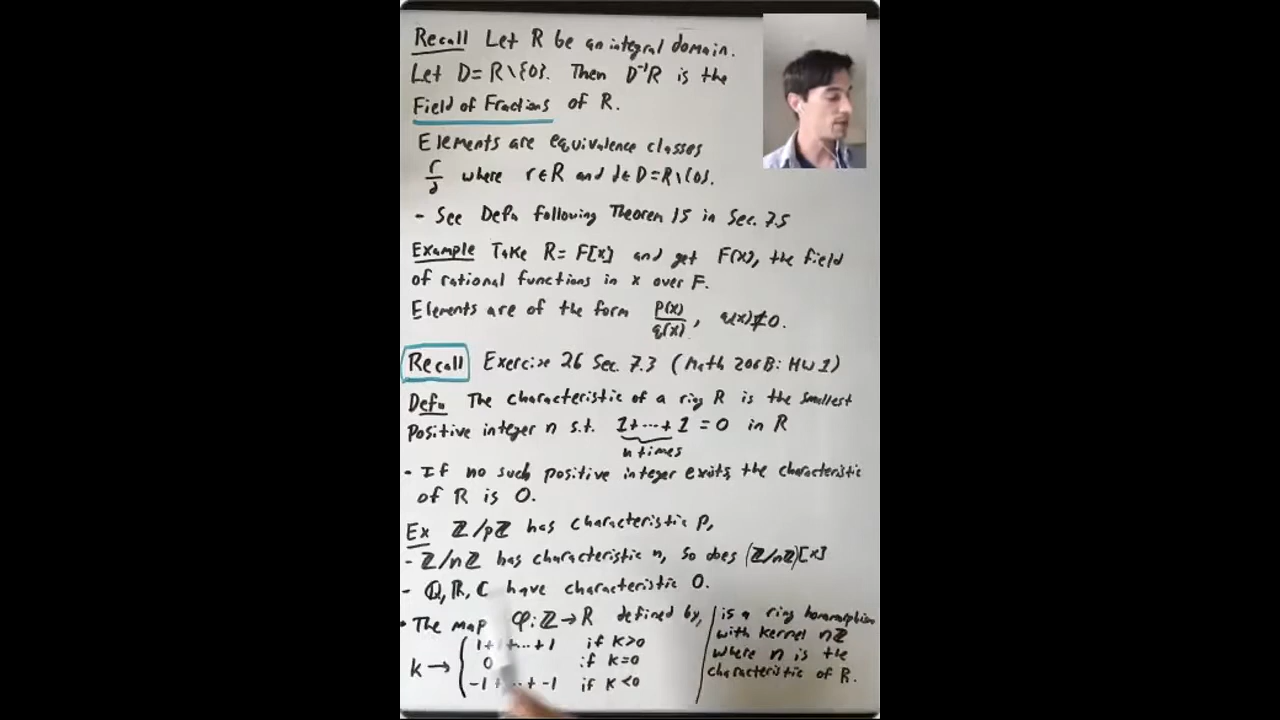 Recall Let R be an integral domain.
Let D = R\{0}. Then D⁻¹R is the
Field of Fractions of R.
Elements are equivalence classes
r/d where r∈R and d∈D=R\{0}.
- See Defn following Theorem 15 in Sec. 7.5
Example Take R= F[x] and get F(x), the field
of rational functions in x over F.
Elements are of the form p(x)/q(x), q(x)≠0.
Recall Exercise 26 Sec. 7.3 (Math 206B: HW1)
Defn The characteristic of a ring R is the smallest
Positive integer n s.t. 1+···+1 = 0 in R
n times
· If no such positive integer exits, the characteristic
of R is 0.
Ex ℤ/pℤ has characteristic p,
- ℤ/nℤ has characteristic n, so does (ℤ/nℤ)[x]
- ℚ, ℝ, ℂ have characteristic 0.
· The map φ: ℤ→R defined by,
k → { 1+1+···+1 if k>0
0 if k=0
-1+···+-1 if k<0
is a ring homomorphism
with kernel nℤ
where n is the
characteristic of R.